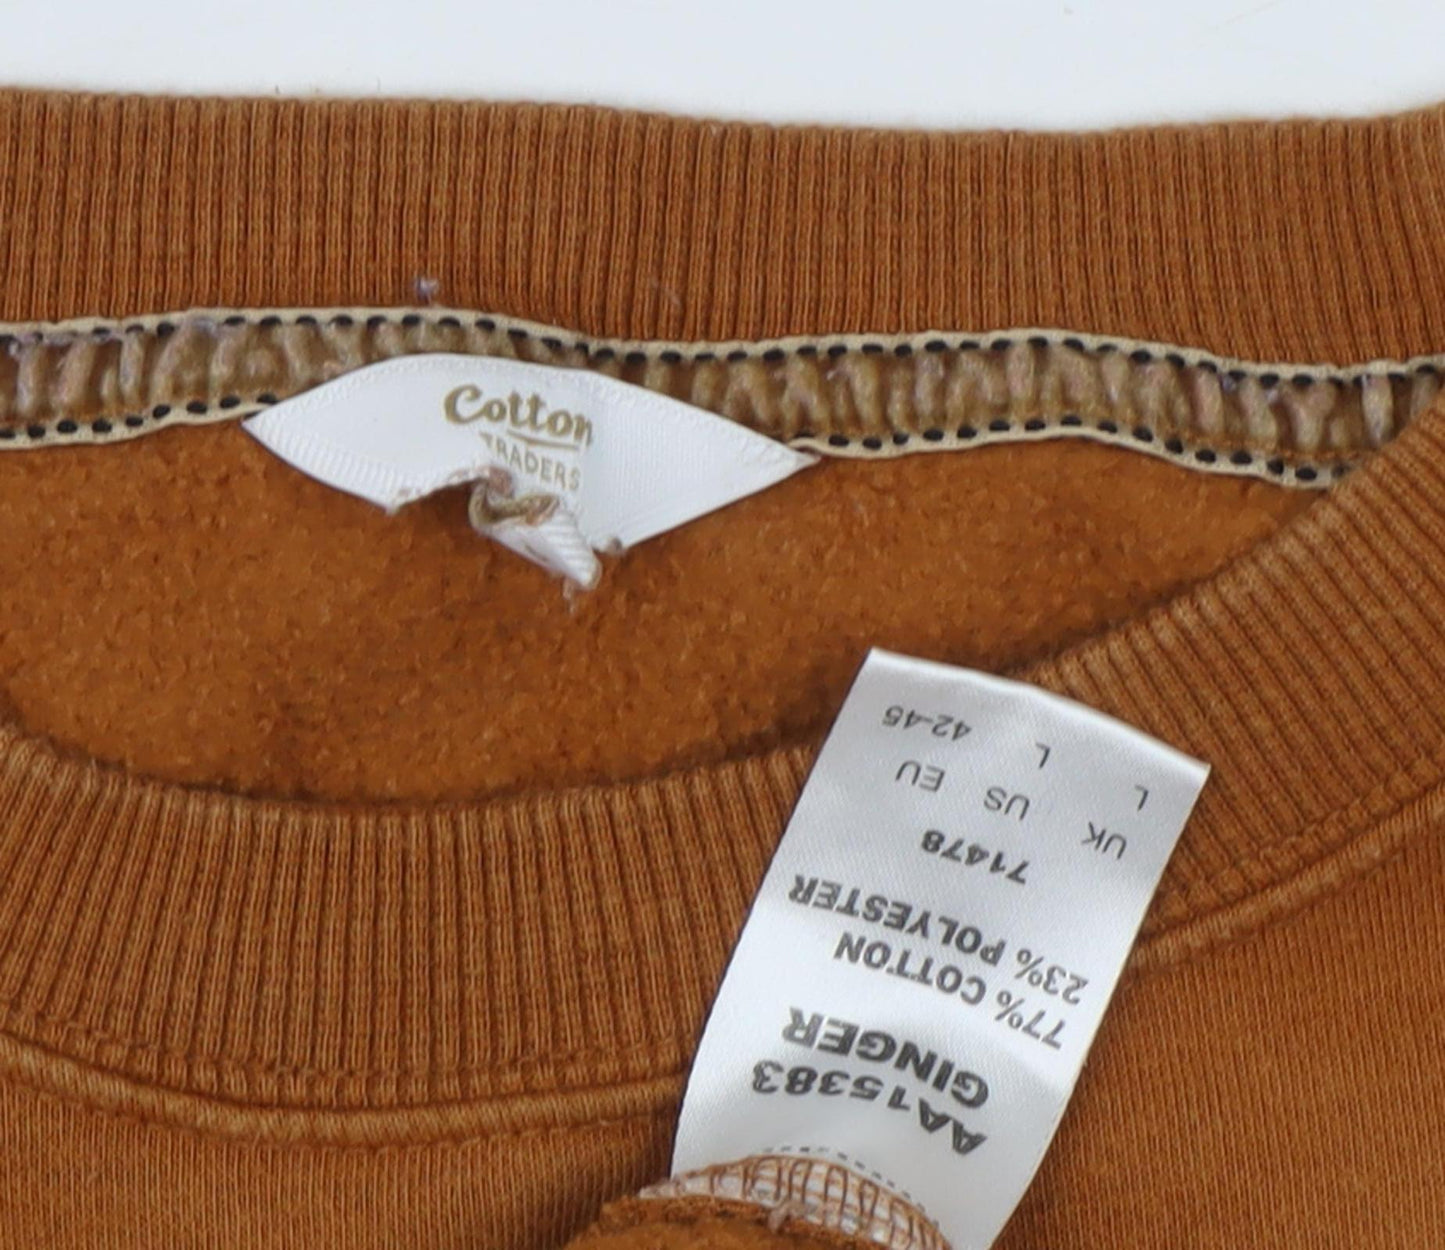 Cotton
TRADERS
AA15383
GINGER
77% COTTON
23% POLYESTER
71478
UK US EU
L L 42-45